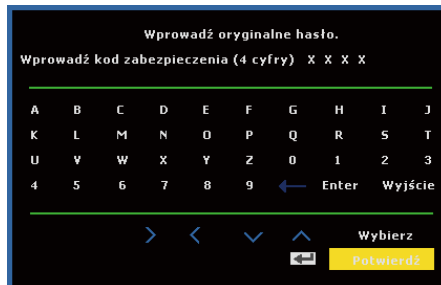 Wprowadź oryginalne hasło.
Wprowadź kod zabezpieczenia (4 cyfry) X X X X
A B C D E F G H I J
K L M N O P Q R S T
U V W X Y Z 0 1 2 3
4 5 6 7 8 9 ← Enter Wyjście
> < ∨ ∧ Wybierz
↵ Potwierdź